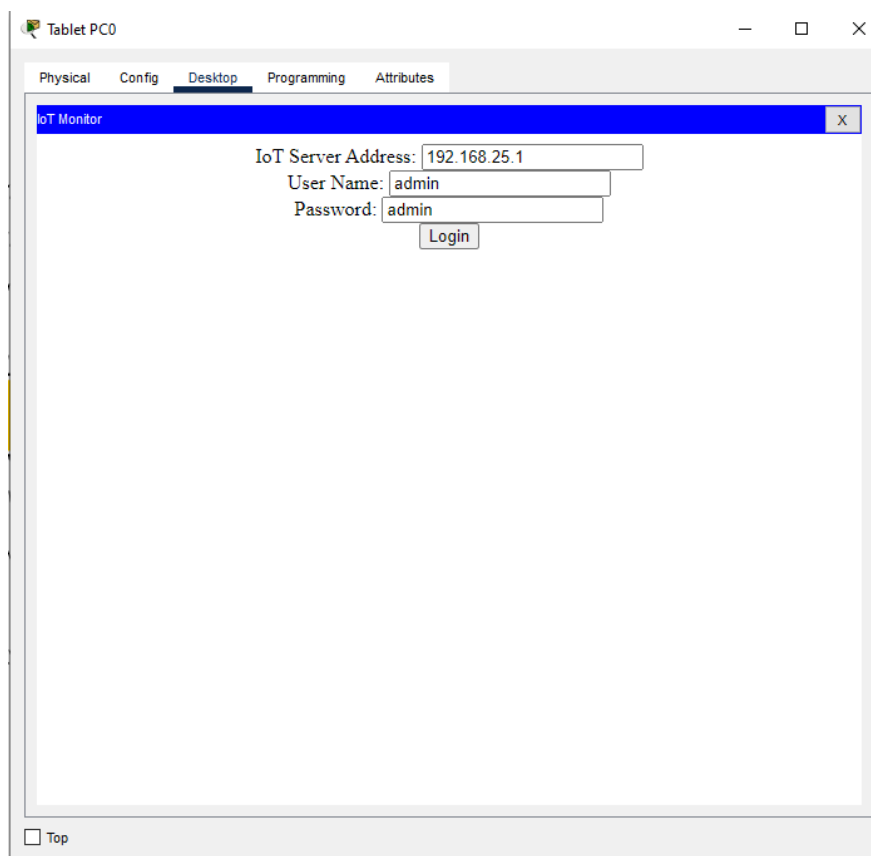 Tablet PC0
Physical Config Desktop Programming Attributes
IoT Monitor X
IoT Server Address: 192.168.25.1
User Name: admin
Password: admin
Login
Top